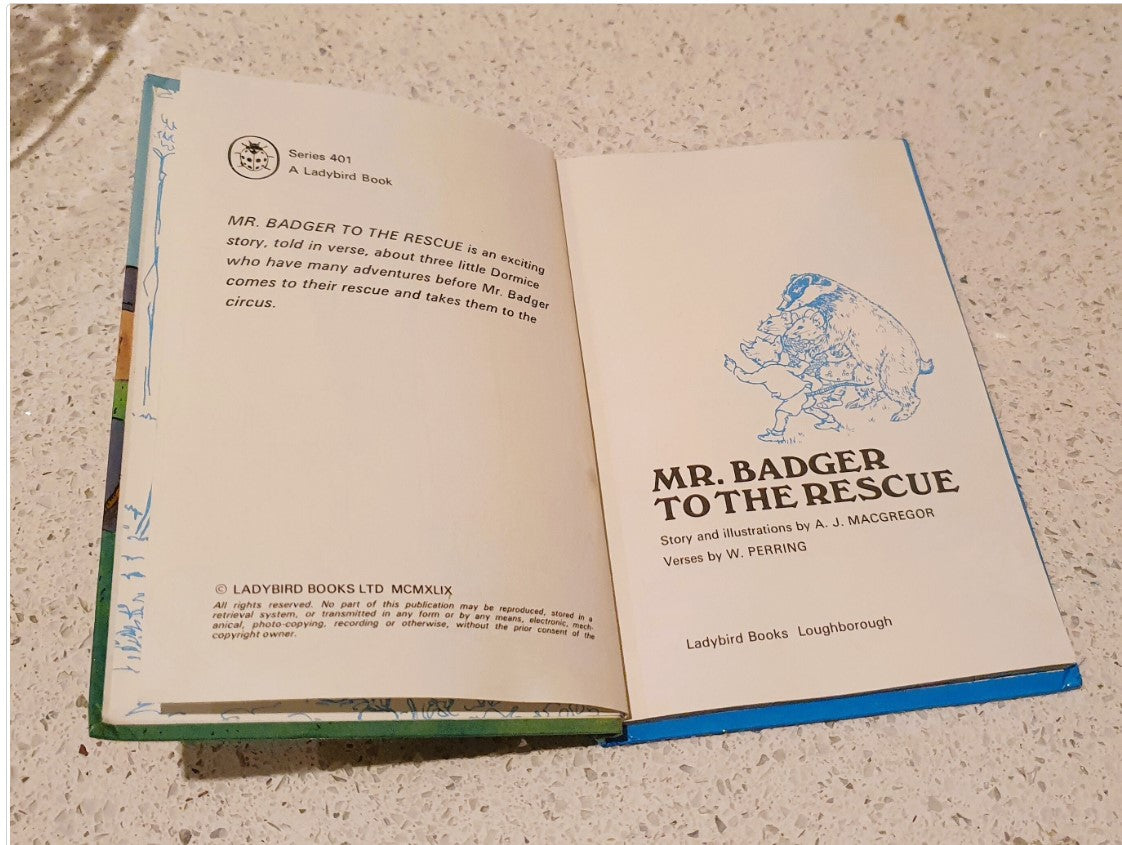 Series 401
A Ladybird Book
MR. BADGER TO THE RESCUE is an exciting
story, told in verse, about three little Dormice
who have many adventures before Mr. Badger
comes to their rescue and takes them to the
circus.
© LADYBIRD BOOKS LTD MCMXLIX
All rights reserved. No part of this publication may be reproduced, stored in a
retrieval system, or transmitted in any form or by any means, electronic, mech-
anical, photo-copying, recording or otherwise, without the prior consent of the
copyright owner.
MR. BADGER
TO THE RESCUE
Story and illustrations by A. J. MACGREGOR
Verses by W. PERRING
Ladybird Books Loughborough